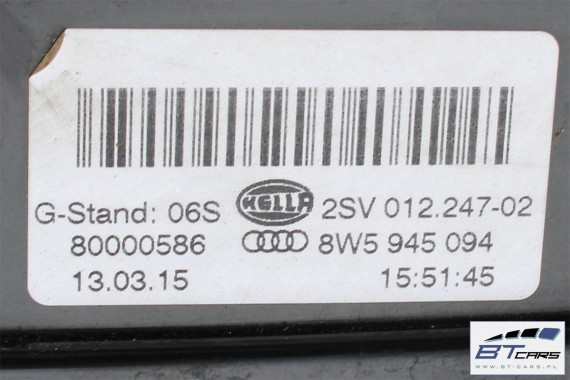 G-Stand: 06S HELLA 2SV 012.247-02
80000586 8W5 945 094
13.03.15 15:51:45
BTCARS
WWW.BT-CARS.PL